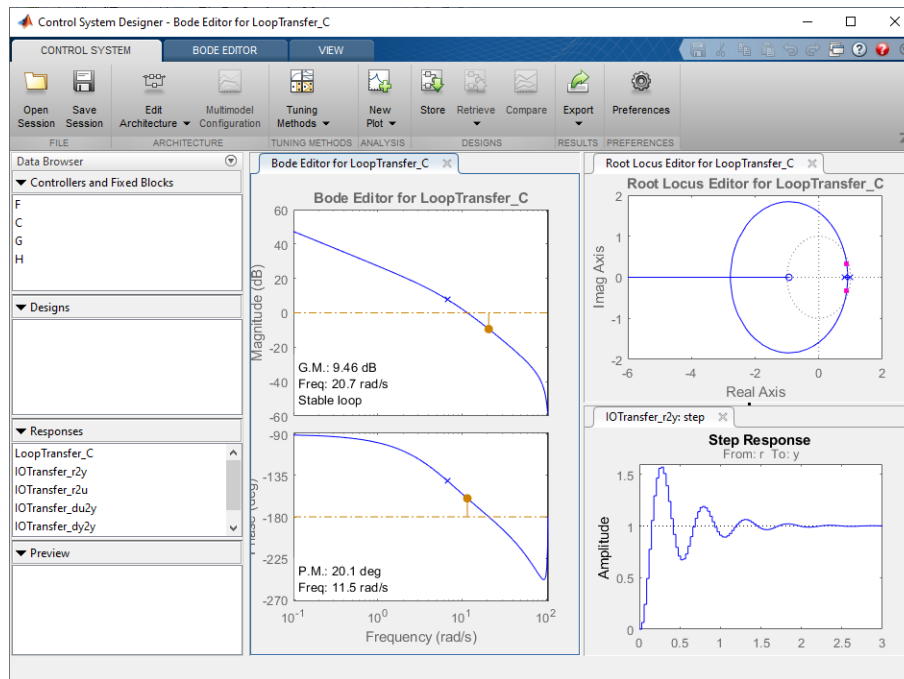 Control System Designer - Bode Editor for LoopTransfer_C
CONTROL SYSTEM
BODE EDITOR
VIEW
Open Session
Save Session
Edit Architecture
Multimodel Configuration
Tuning Methods
New Plot
Store
Retrieve
Compare
Export
Preferences
FILE
ARCHITECTURE
TUNING METHODS
ANALYSIS
DESIGNS
RESULTS
PREFERENCES
Data Browser
Controllers and Fixed Blocks
F
C
G
H
Designs
Responses
LoopTransfer_C
IOTransfer_r2y
IOTransfer_r2u
IOTransfer_du2y
IOTransfer_dy2y
Preview
Bode Editor for LoopTransfer_C
Bode Editor for LoopTransfer_C
Magnitude (dB)
60
40
20
0
-20
-40
-60
G.M.: 9.46 dB
Freq: 20.7 rad/s
Stable loop
-90
-135
-180
-225
-270
P.M.: 20.1 deg
Freq: 11.5 rad/s
10^-1
10^0
10^1
10^2
Frequency (rad/s)
Root Locus Editor for LoopTransfer_C
Root Locus Editor for LoopTransfer_C
Imag Axis
2
1
0
-1
-2
-6
-4
-2
0
2
Real Axis
IOTransfer_r2y: step
Step Response
From: r To: y
Amplitude
1.5
1
0.5
0
0
0.5
1
1.5
2
2.5
3